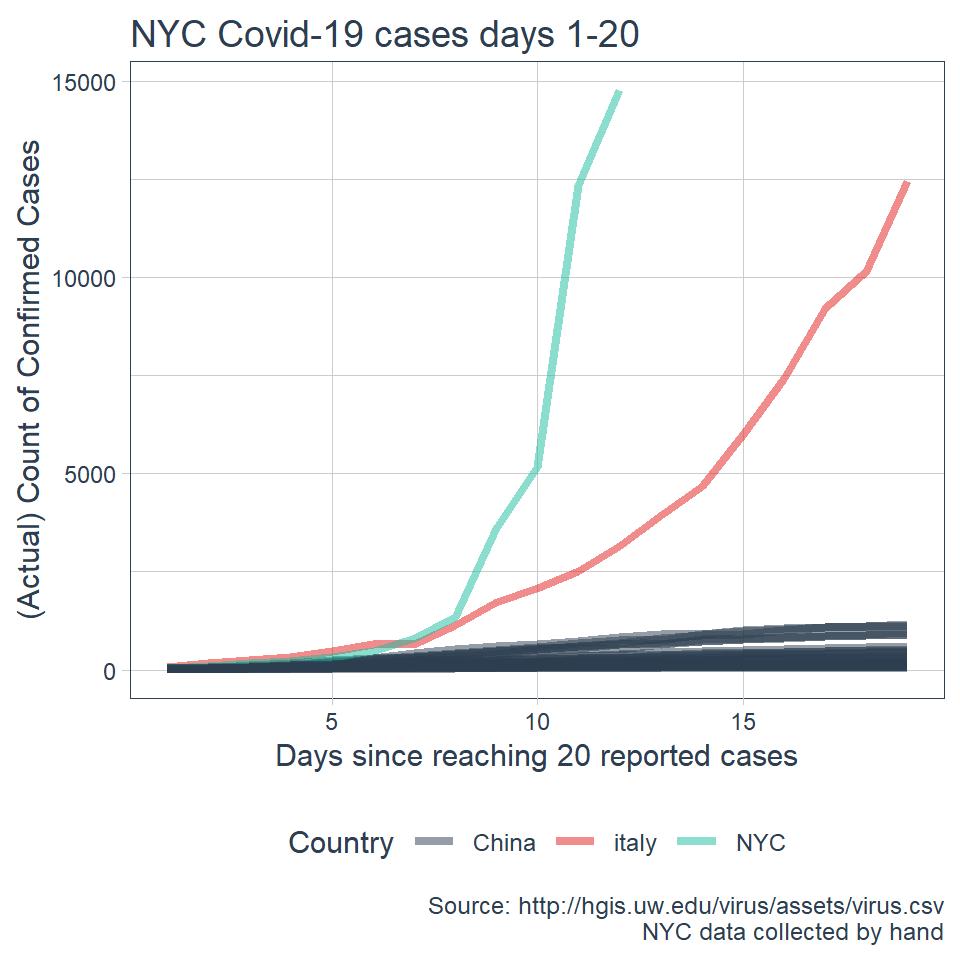 NYC Covid-19 cases days 1-20
(Actual) Count of Confirmed Cases
15000
10000
5000
0
5 10 15
Days since reaching 20 reported cases
Country China italy NYC
Source: http://hgis.uw.edu/virus/assets/virus.csv
NYC data collected by hand